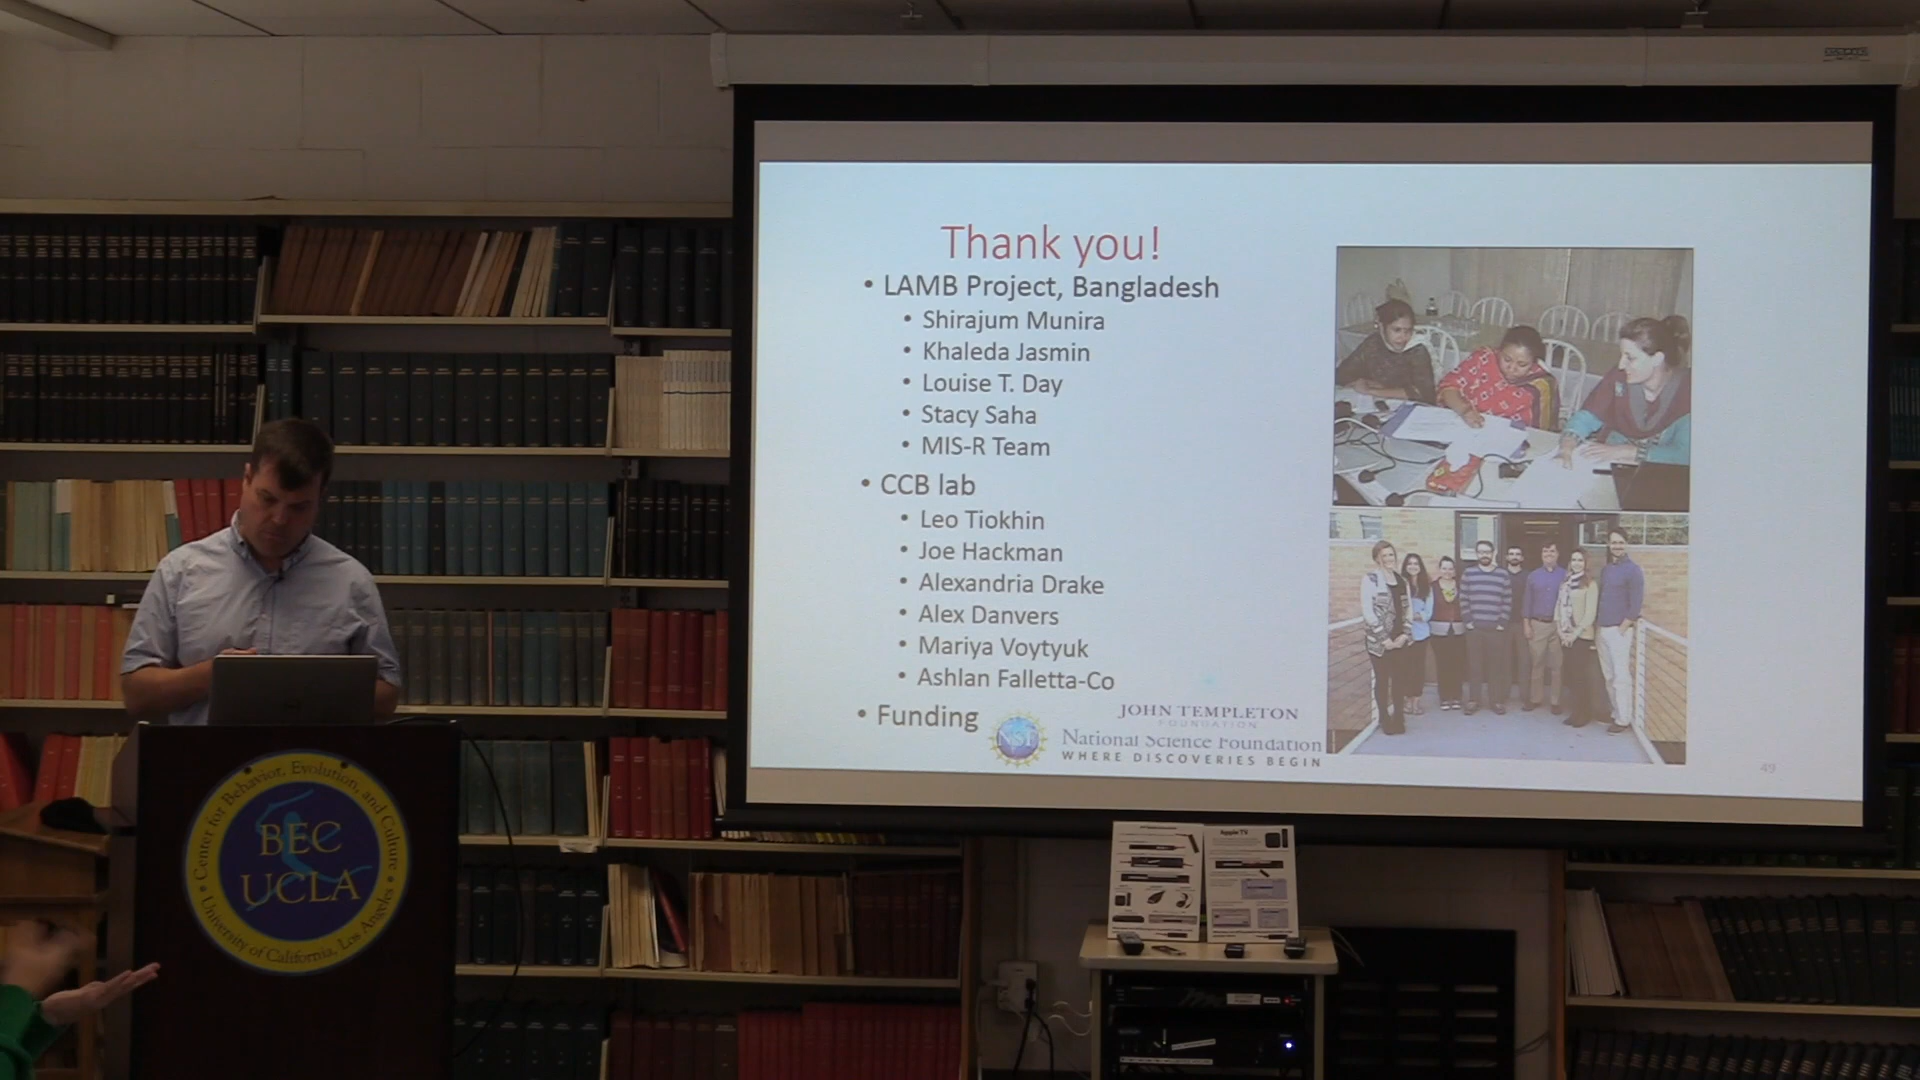 Thank you!
• LAMB Project, Bangladesh
• Shirajum Munira
• Khaleda Jasmin
• Louise T. Day
• Stacy Saha
• MIS-R Team
• CCB lab
• Leo Tiokhin
• Joe Hackman
• Alexandria Drake
• Alex Danvers
• Mariya Voytyuk
• Ashlan Falletta-Co
• Funding
JOHN TEMPLETON
FOUNDATION
NSF
National Science Foundation
WHERE DISCOVERIES BEGIN
49
Center for Behavior, Evolution, and Culture
BEC
UCLA
University of California, Los Angeles
Apple TV